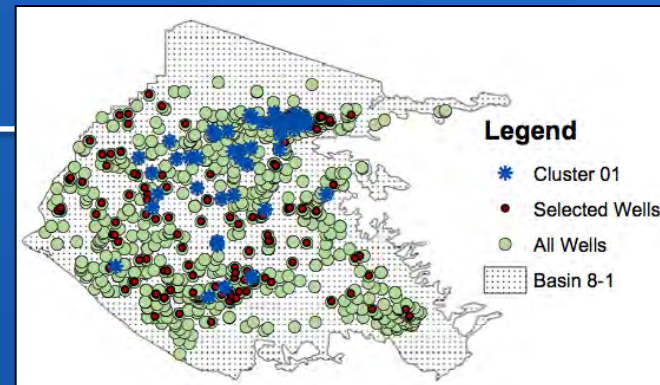 Legend
Cluster 01
Selected Wells
All Wells
Basin 8-1